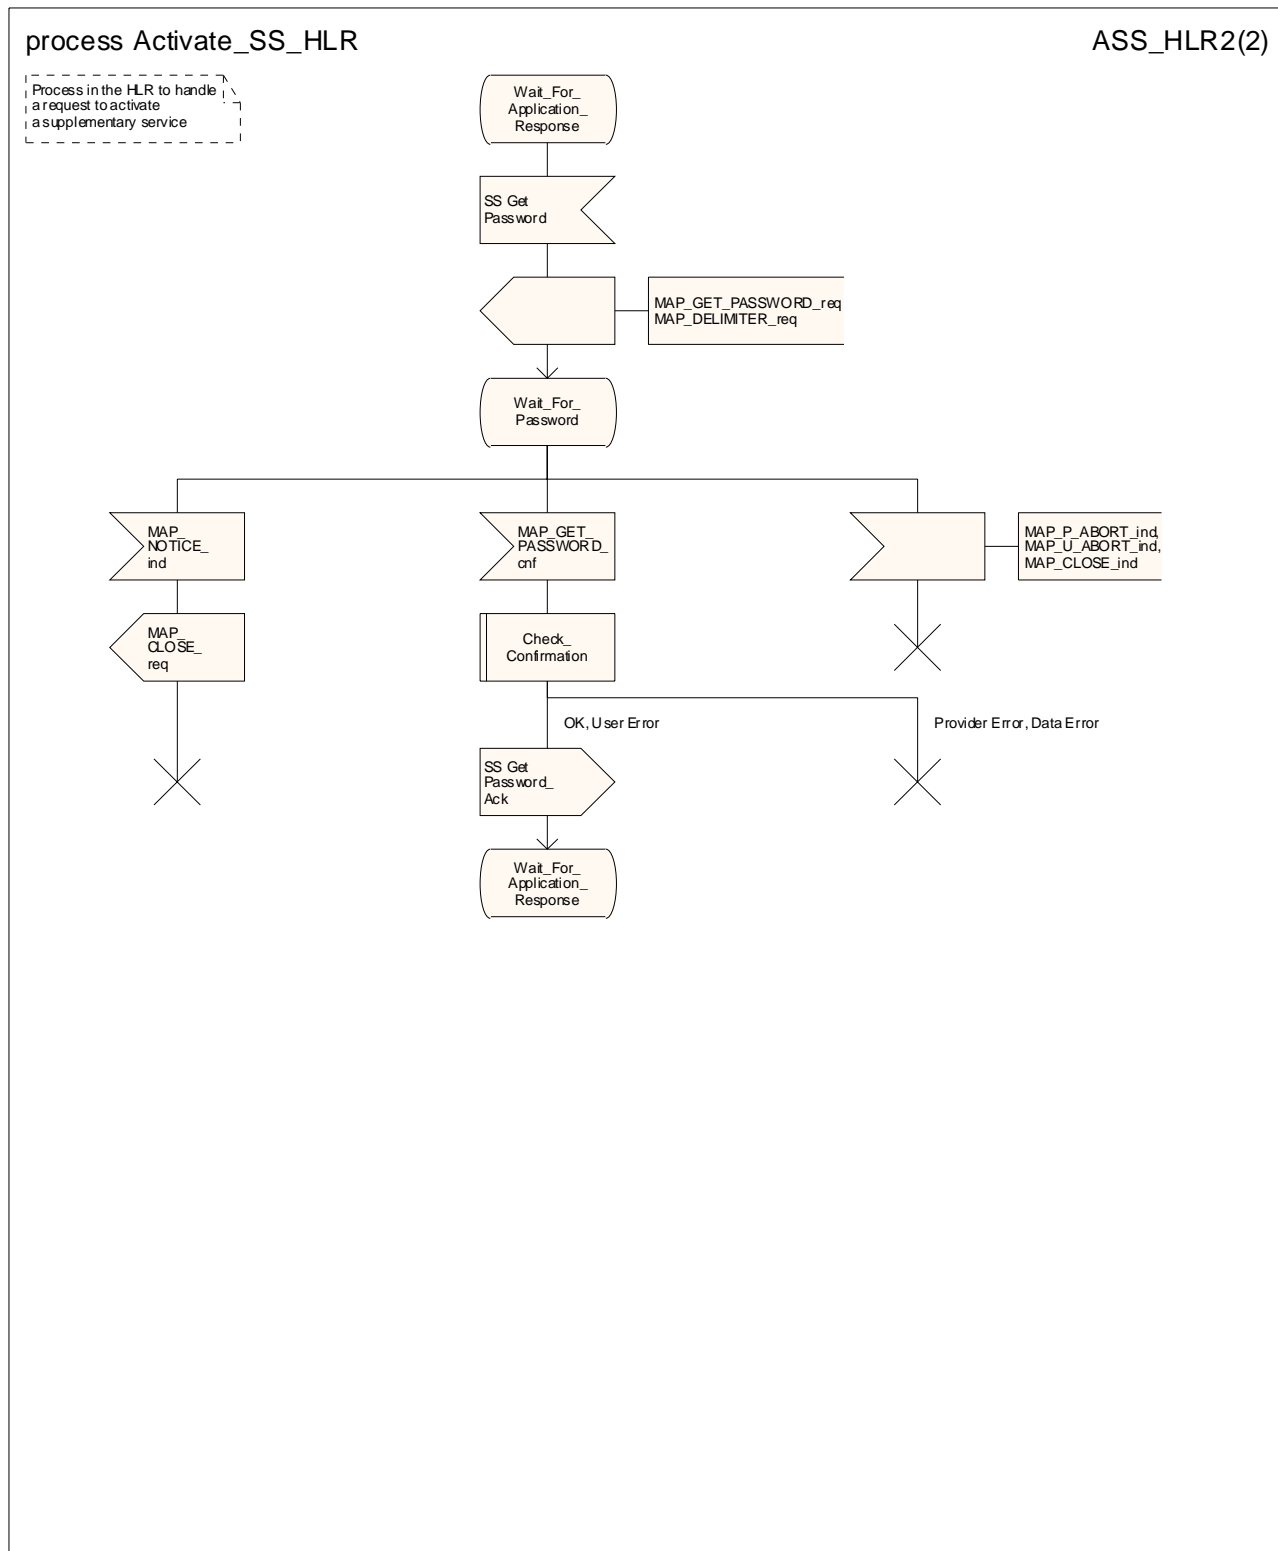 process Activate_SS_HLR
ASS_HLR2(2)
Process in the HLR to handle
a request to activate
a supplementary service
Wait_For_
Application_
Response
SS Get
Password
MAP_GET_PASSWORD_req
MAP_DELIMITER_req
Wait_For_
Password
MAP_
NOTICE_
ind
MAP_GET_
PASSWORD_
cnf
MAP_P_ABORT_ind,
MAP_U_ABORT_ind,
MAP_CLOSE_ind
MAP_
CLOSE_
req
Check_
Confirmation
OK, User Error
Provider Error, Data Error
SS Get
Password_
Ack
Wait_For_
Application_
Response